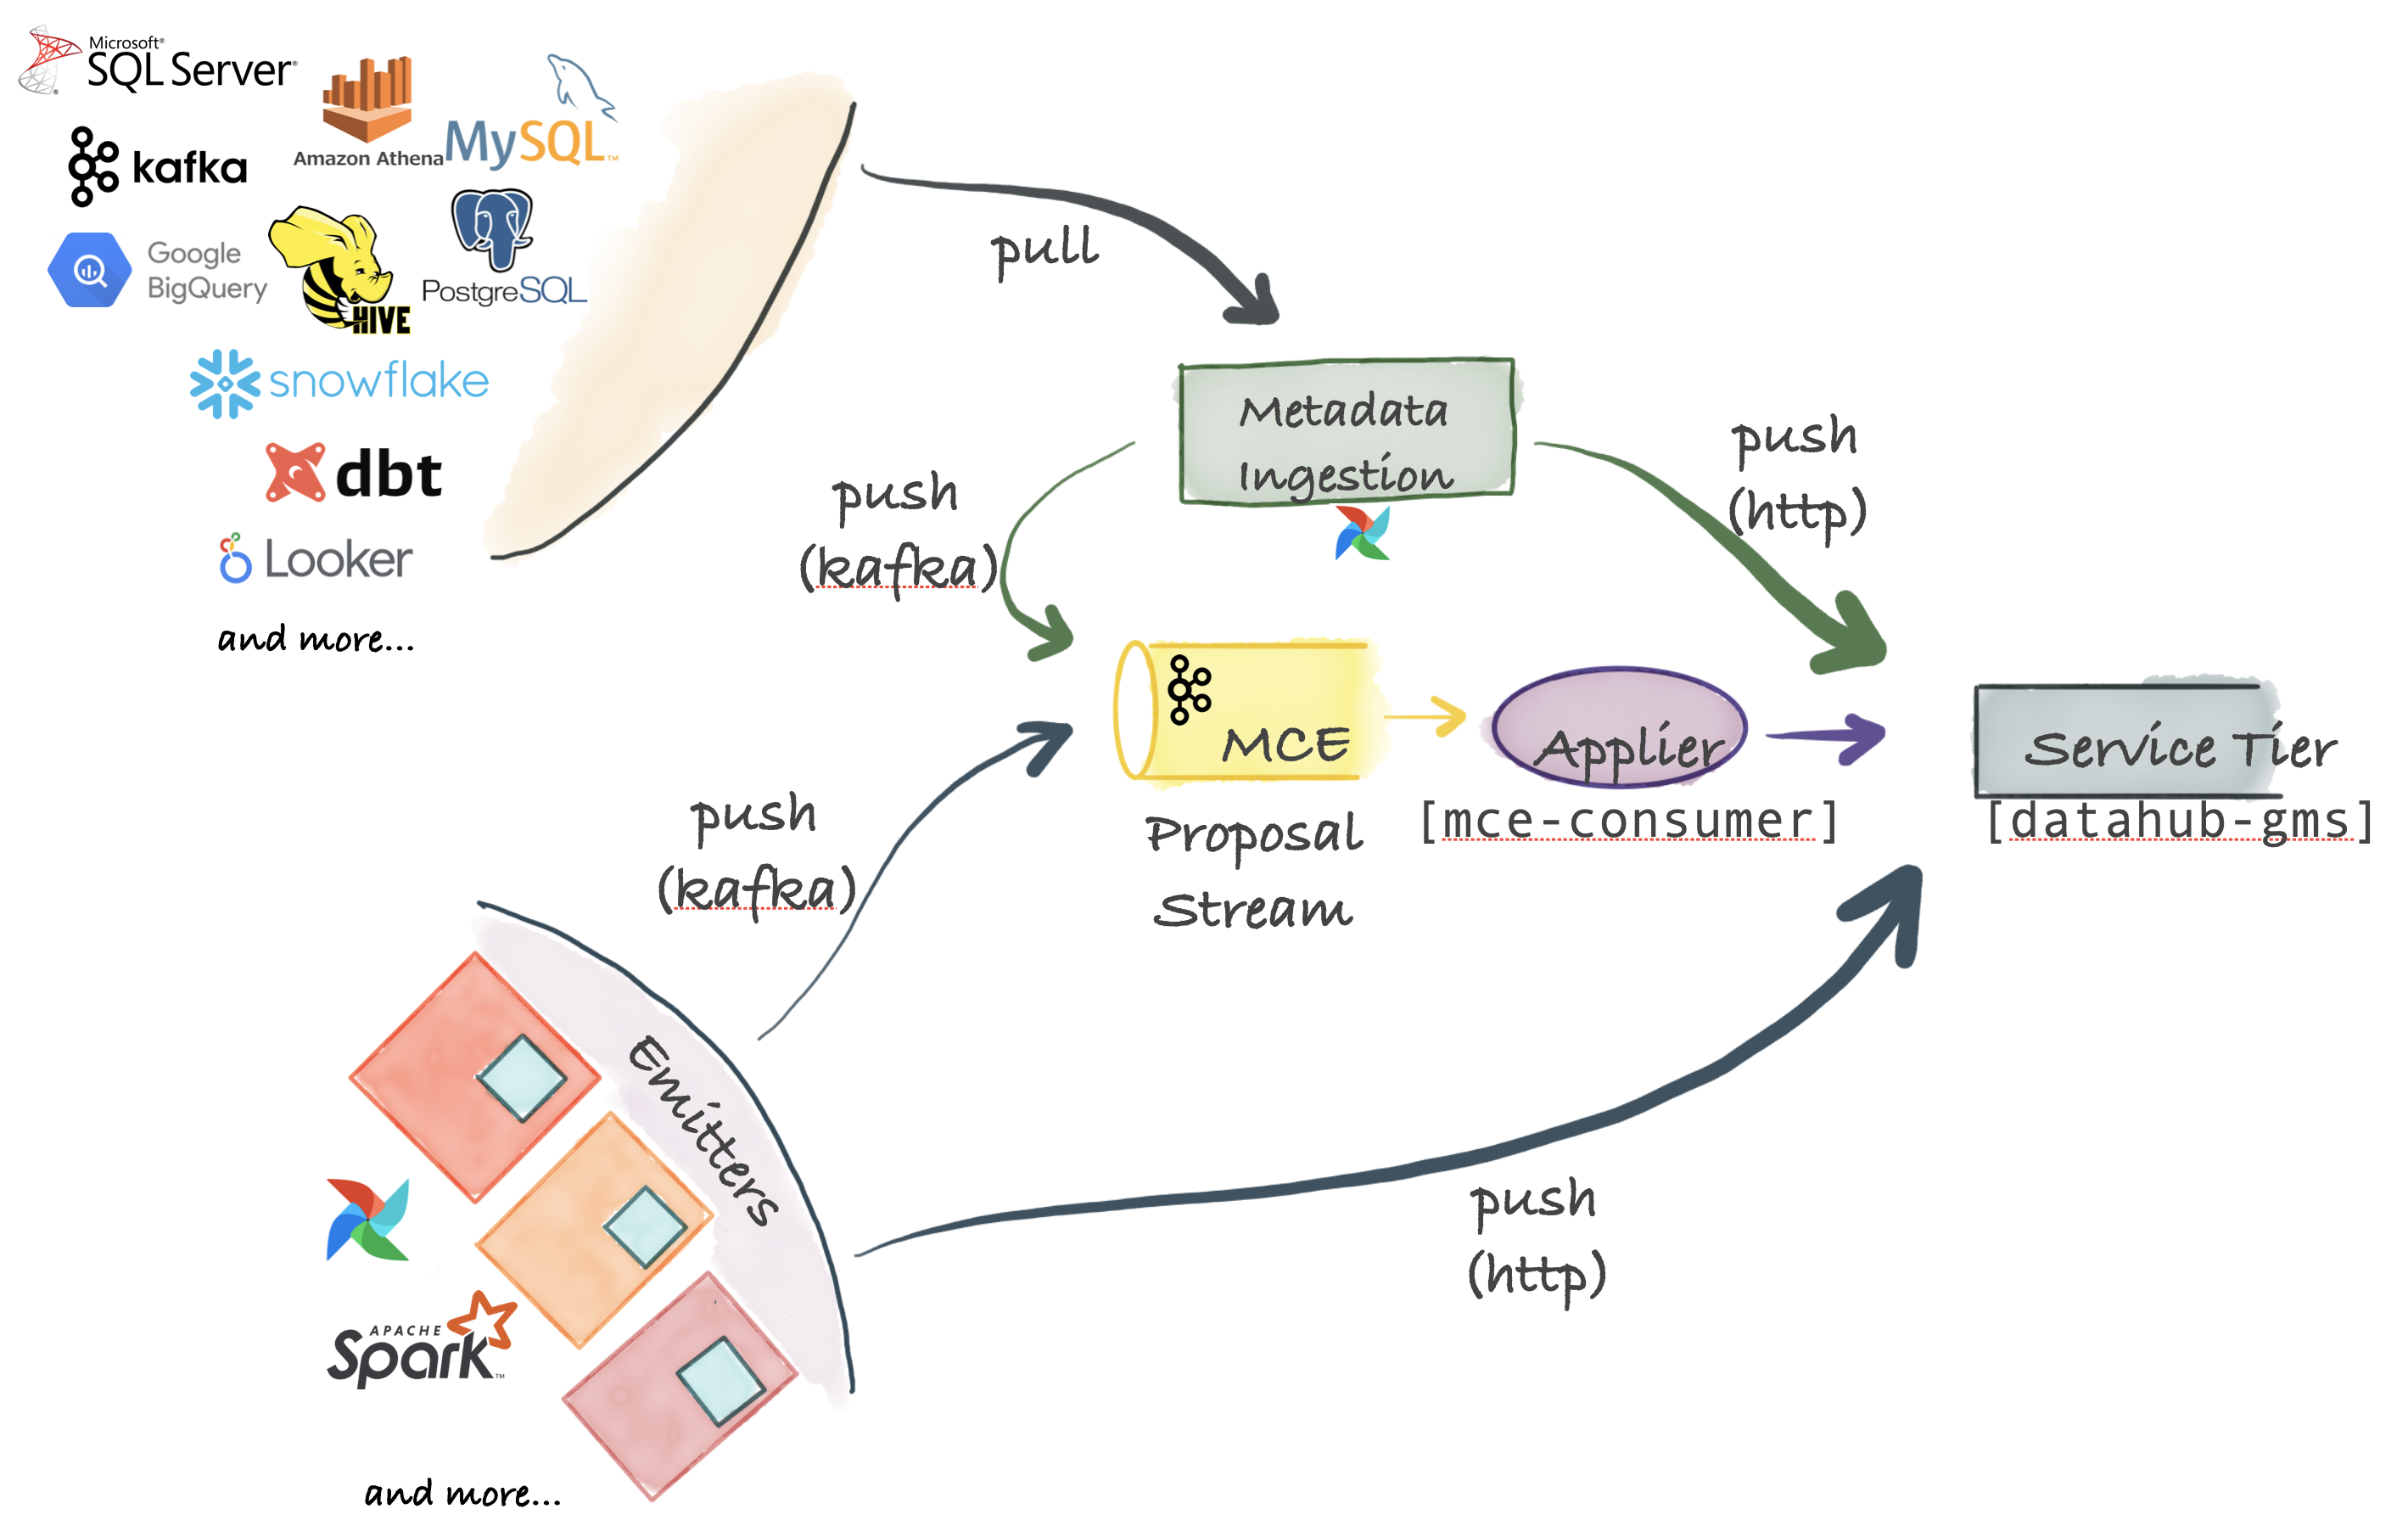 Microsoft®
SQL Server®
Amazon Athena
MySQL™
kafka
Google
BigQuery
HIVE
PostgreSQL
snowflake
dbt
Looker
and more...
pull
Metadata
Ingestion
push
(kafka)
push
(http)
MCE
Proposal
Stream
Applier
[mce-consumer]
Service Tier
[datahub-gms]
push
(kafka)
Emitters
push
(http)
APACHE
Spark™
and more...